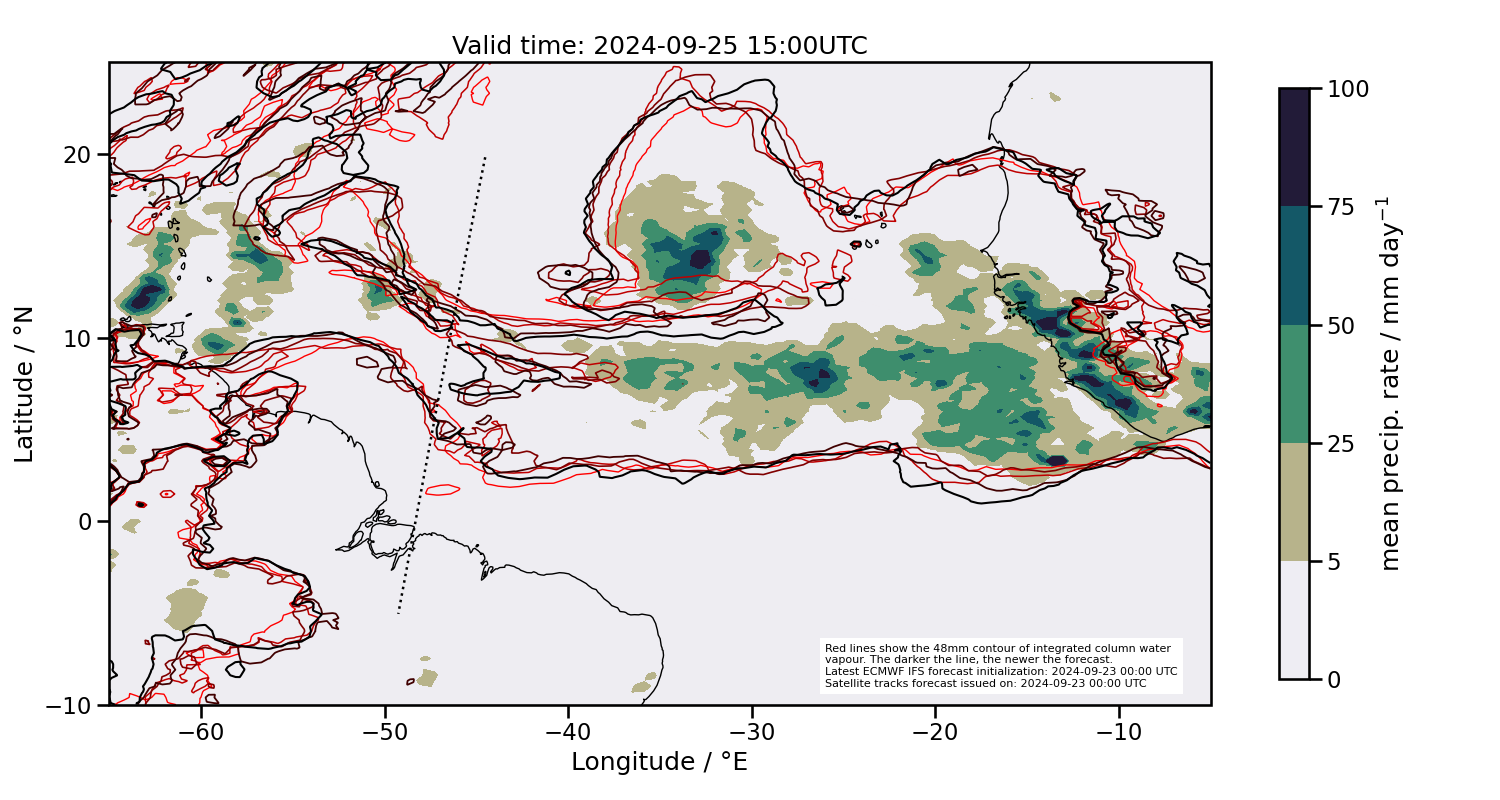 Valid time: 2024-09-25 15:00UTC
20
10
0
−10
Latitude / °N
−60
−50
−40
−30
−20
−10
Longitude / °E
Red lines show the 48mm contour of integrated column water
vapour. The darker the line, the newer the forecast.
Latest ECMWF IFS forecast initialization: 2024-09-23 00:00 UTC
Satellite tracks forecast issued on: 2024-09-23 00:00 UTC
100
75
50
25
5
0
mean precip. rate / mm day⁻¹